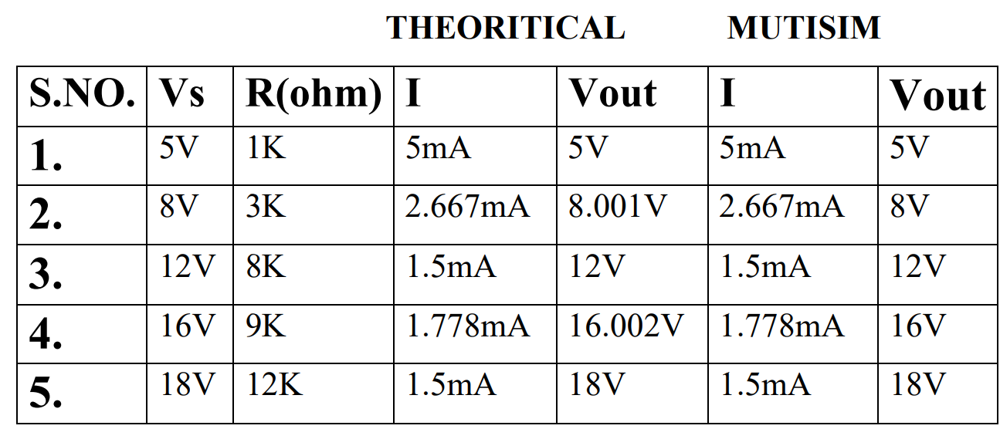 THEORITICAL MUTISIM
S.NO. Vs R(ohm) I Vout I Vout
1. 5V 1K 5mA 5V 5mA 5V
2. 8V 3K 2.667mA 8.001V 2.667mA 8V
3. 12V 8K 1.5mA 12V 1.5mA 12V
4. 16V 9K 1.778mA 16.002V 1.778mA 16V
5. 18V 12K 1.5mA 18V 1.5mA 18V